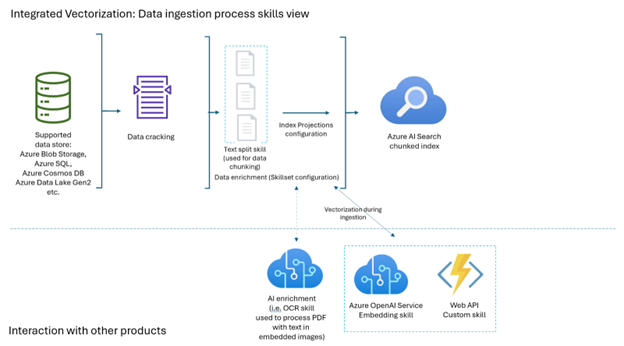 Integrated Vectorization: Data ingestion process skills view
Supported
data store:
Azure Blob Storage,
Azure SQL,
Azure Cosmos DB
Azure Data Lake Gen2
etc.
Data cracking
Text split skill
(used for data
chunking)
Data enrichment (Skillset configuration)
Index Projections
configuration
Azure AI Search
chunked index
Vectorization during
ingestion
AI enrichment
(i.e. OCR skill
used to process PDF
with text in
embedded images)
Azure OpenAI Service
Embedding skill
Web API
Custom skill
Interaction with other products